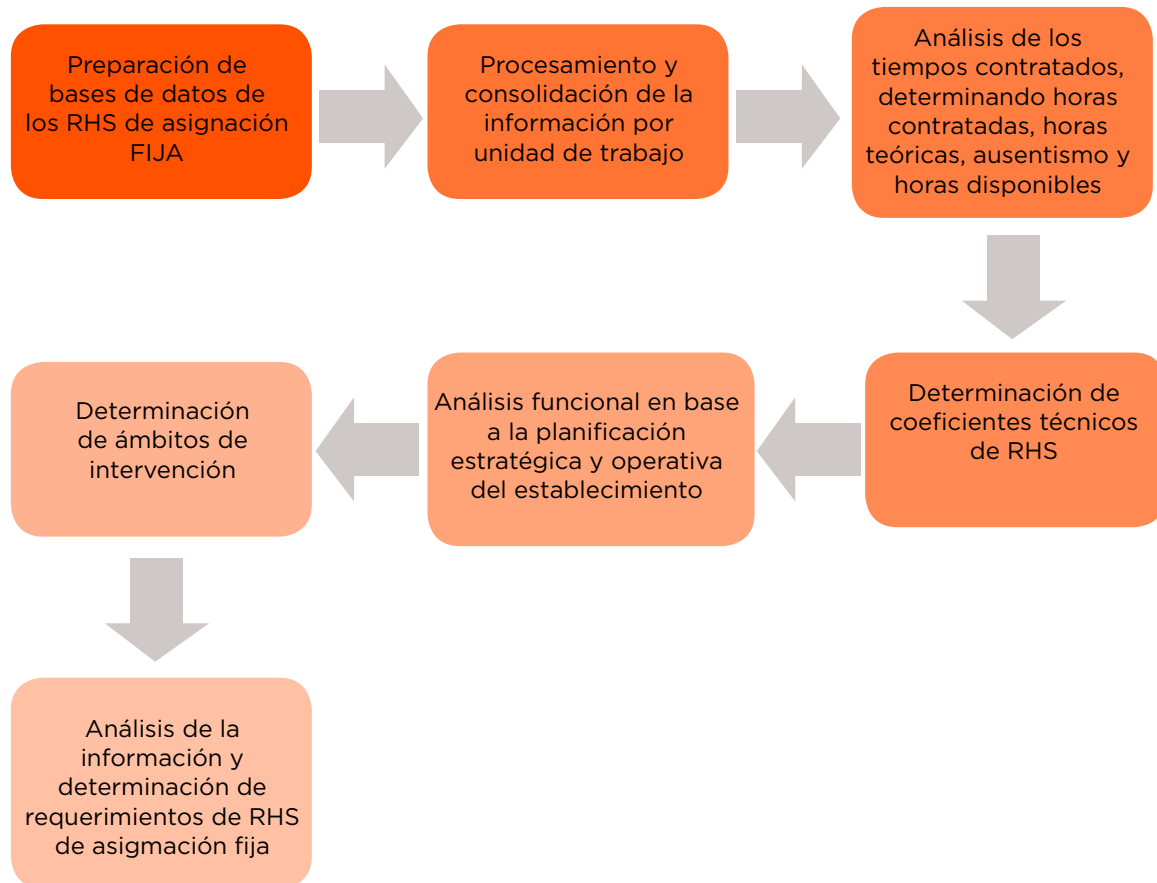 Preparación de
bases de datos de
los RHS de asignación
FIJA
Procesamiento y
consolidación de la
información por
unidad de trabajo
Análisis de los
tiempos contratados,
determinando horas
contratadas, horas
teóricas, ausentismo y
horas disponibles
Determinación de
coeficientes técnicos
de RHS
Análisis funcional en base
a la planificación
estratégica y operativa
del establecimiento
Determinación
de ámbitos de
intervención
Análisis de la
información y
determinación de
requerimientos de RHS
de asigmación fija